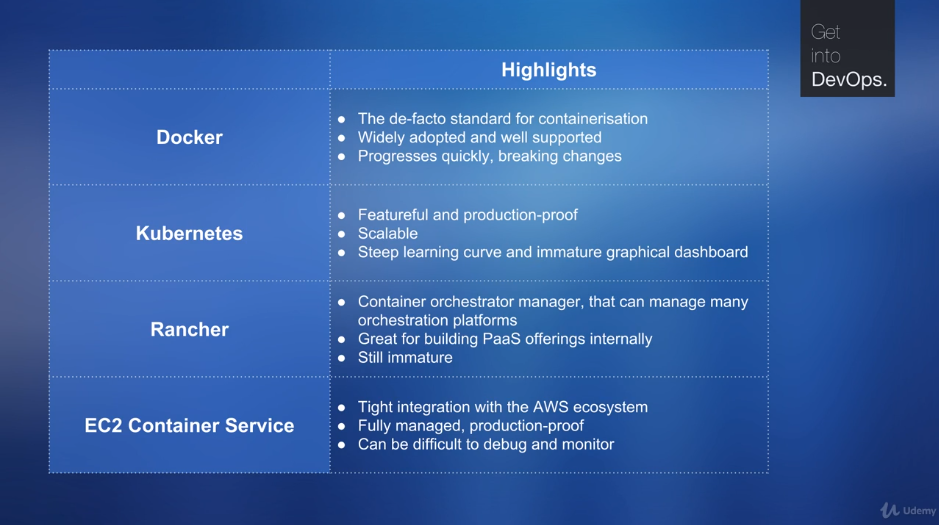 Get
into
DevOps.
Highlights
Docker
● The de-facto standard for containerisation
● Widely adopted and well supported
● Progresses quickly, breaking changes
Kubernetes
● Featureful and production-proof
● Scalable
● Steep learning curve and immature graphical dashboard
Rancher
● Container orchestrator manager, that can manage many
orchestration platforms
● Great for building PaaS offerings internally
● Still immature
EC2 Container Service
● Tight integration with the AWS ecosystem
● Fully managed, production-proof
● Can be difficult to debug and monitor
Udemy